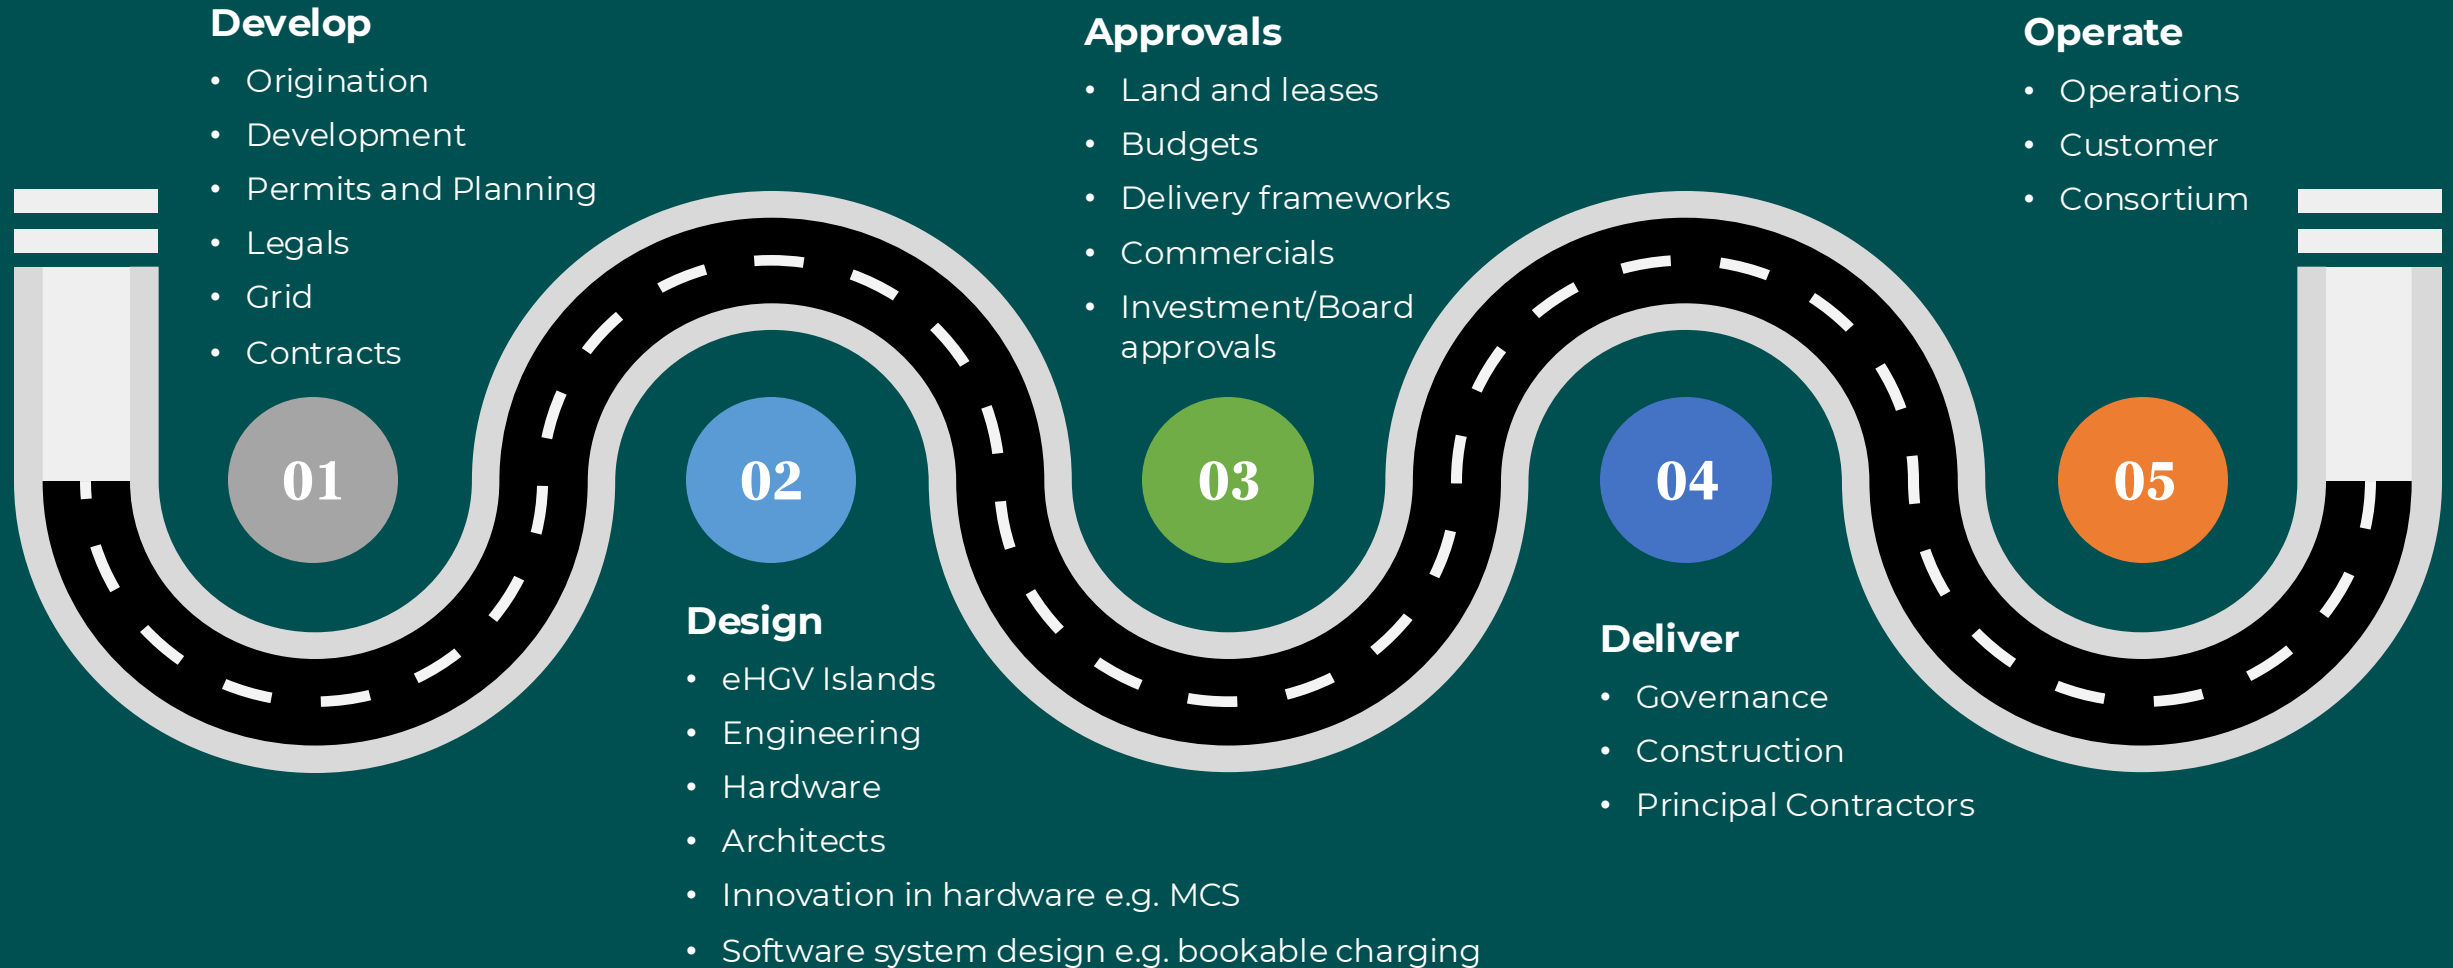 Develop
• Origination
• Development
• Permits and Planning
• Legals
• Grid
• Contracts
01
02
Design
• eHGV Islands
• Engineering
• Hardware
• Architects
• Innovation in hardware e.g. MCS
• Software system design e.g. bookable charging
Approvals
• Land and leases
• Budgets
• Delivery frameworks
• Commercials
• Investment/Board
approvals
03
04
Deliver
• Governance
• Construction
• Principal Contractors
Operate
• Operations
• Customer
• Consortium
05